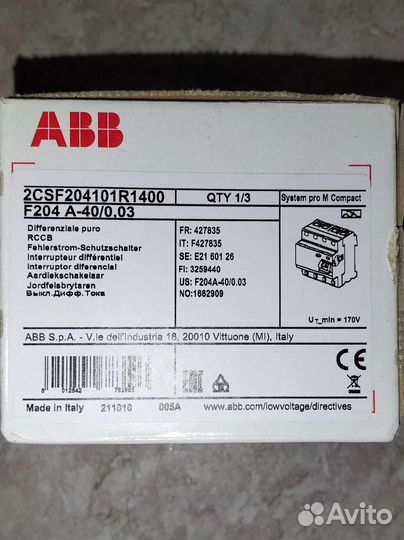 ABB
2CSF204101R1400
QTY 1/3
System pro M Compact
F204 A-40/0,03
Differenziale puro
RCCB
Fehlerstrom-Schutzschalter
Interrupteur différentiel
Interruptor diferencial
Aardlekschakelaar
Jordfelsbrytaren
Выкл.Дифф.Тока
FR: 427835
IT: F427835
SE: E21 601 26
FI: 3259440
US: F204A-40/0.03
NO:1662909
UT_min = 170V
ABB S.p.A. - V.le dell'Industria 18, 20010 Vittuone (MI), Italy
CE
8 012542
Made in Italy
211010
005A
www.abb.com/lowvoltage/directives
Avito